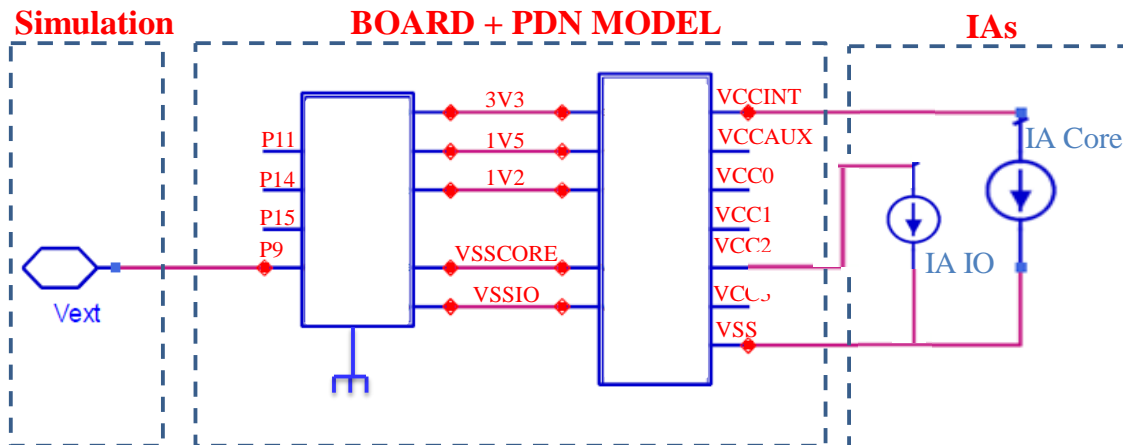 Simulation
BOARD + PDN MODEL
IAs
3V3
VCCINT
P11
1V5
VCCAUX
IA Core
P14
1V2
VCC0
P15
VCC1
P9
VSSCORE
VCC2
IA IO
Vext
VSSIO
VSS